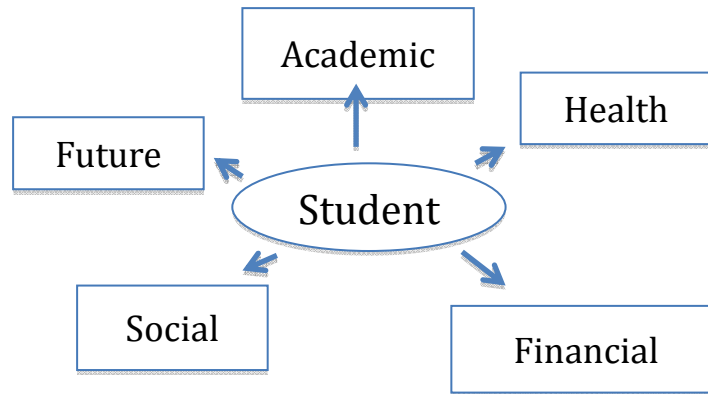 Academic
Health
Future
Student
Social
Financial